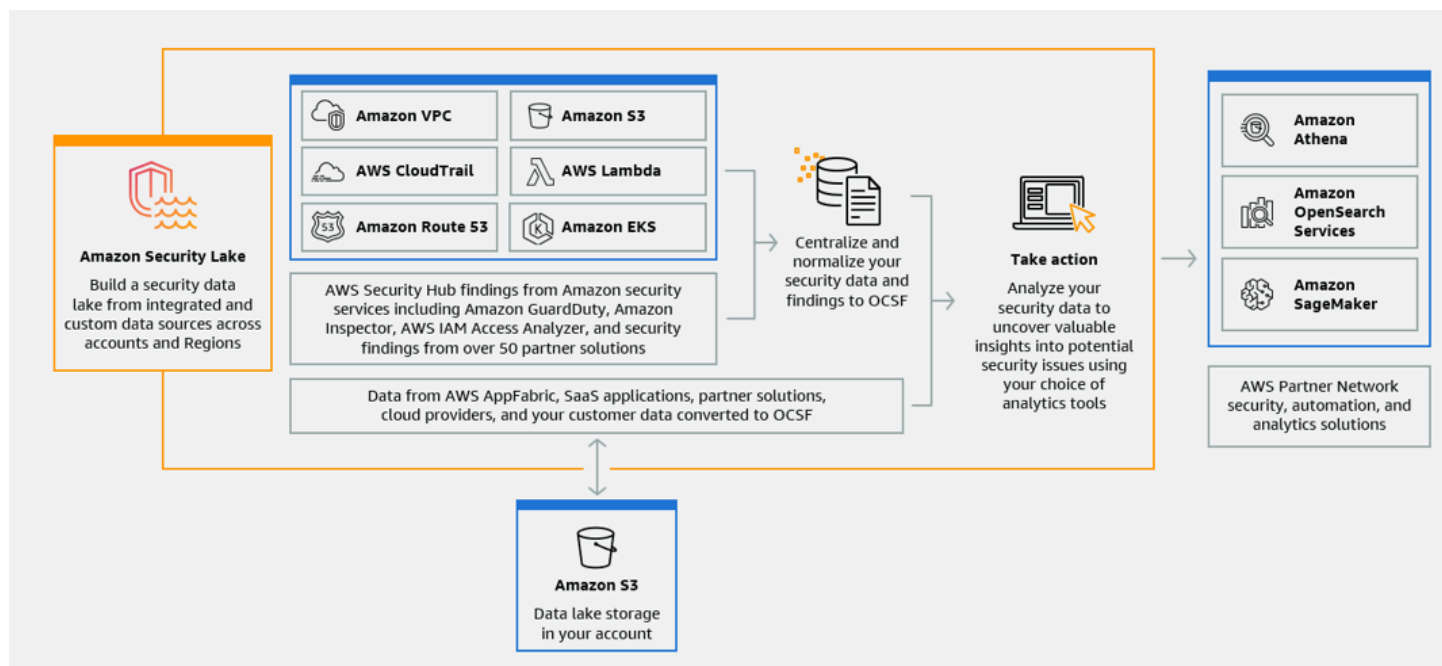 Amazon Security Lake
Build a security data
lake from integrated and
custom data sources across
accounts and Regions
Amazon VPC
Amazon S3
AWS CloudTrail
AWS Lambda
53
Amazon Route 53
K
Amazon EKS
AWS Security Hub findings from Amazon security
services including Amazon GuardDuty, Amazon
Inspector, AWS IAM Access Analyzer, and security
findings from over 50 partner solutions
Data from AWS AppFabric, SaaS applications, partner solutions,
cloud providers, and your customer data converted to OCSF
Centralize and
normalize your
security data and
findings to OCSF
Take action
Analyze your
security data to
uncover valuable
insights into potential
security issues using
your choice of
analytics tools
Amazon
Athena
Amazon
OpenSearch
Services
Amazon
SageMaker
AWS Partner Network
security, automation, and
analytics solutions
Amazon S3
Data lake storage
in your account